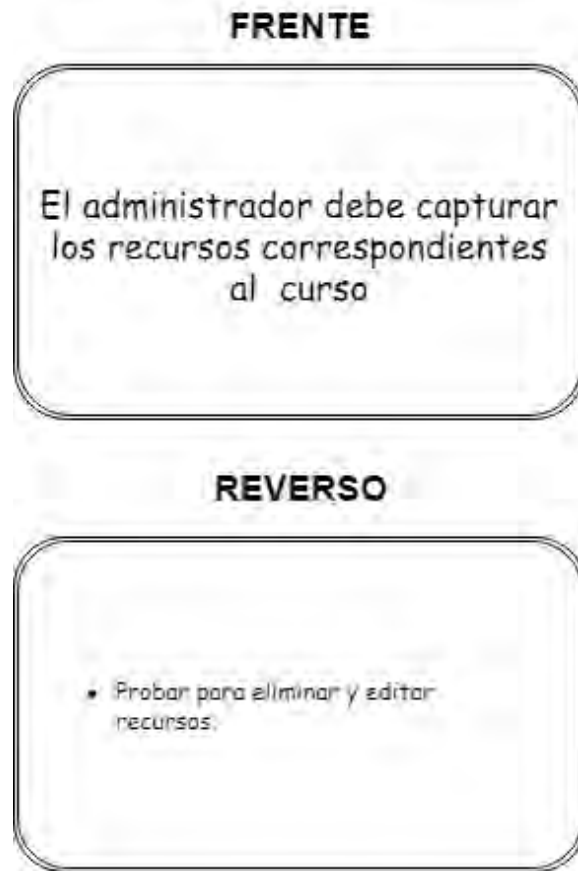 FRENTE
El administrador debe capturar
los recursos correspondientes
al curso
REVERSO
• Probar para eliminar y editar
recursos.